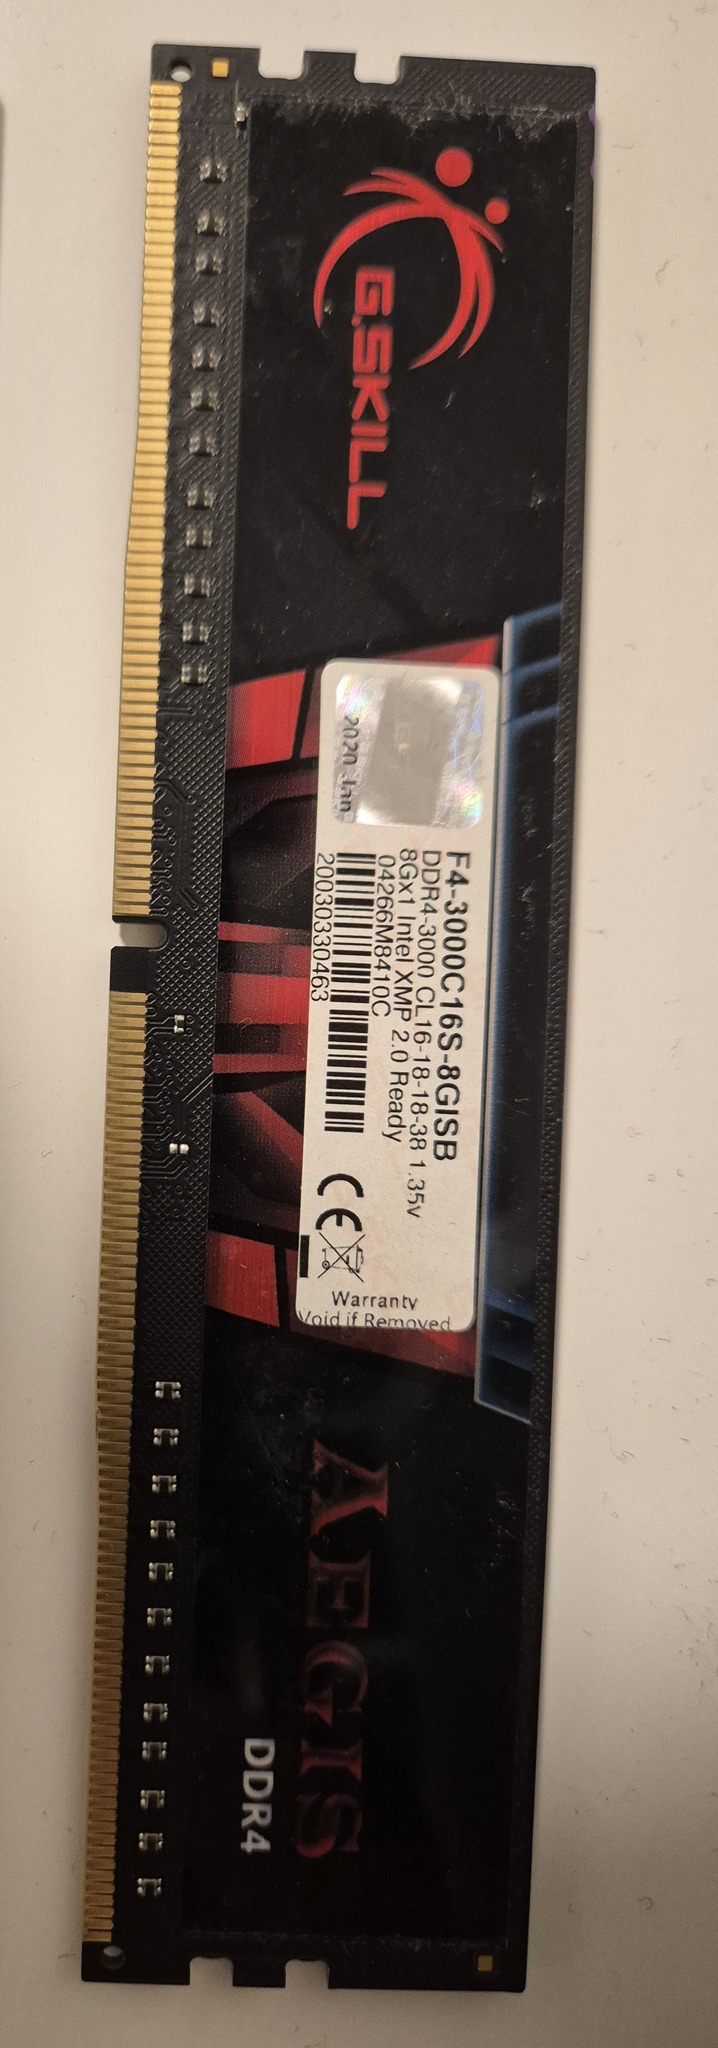 G.SKILL
2020 Jan
F4-3000C16S-8GISB
DDR4-3000 CL16-18-18-38 1.35v
8Gx1 Intel XMP 2.0 Ready
04266M8410C
20030330463
CE
Warranty
Void if Removed
AEGIS
DDR4